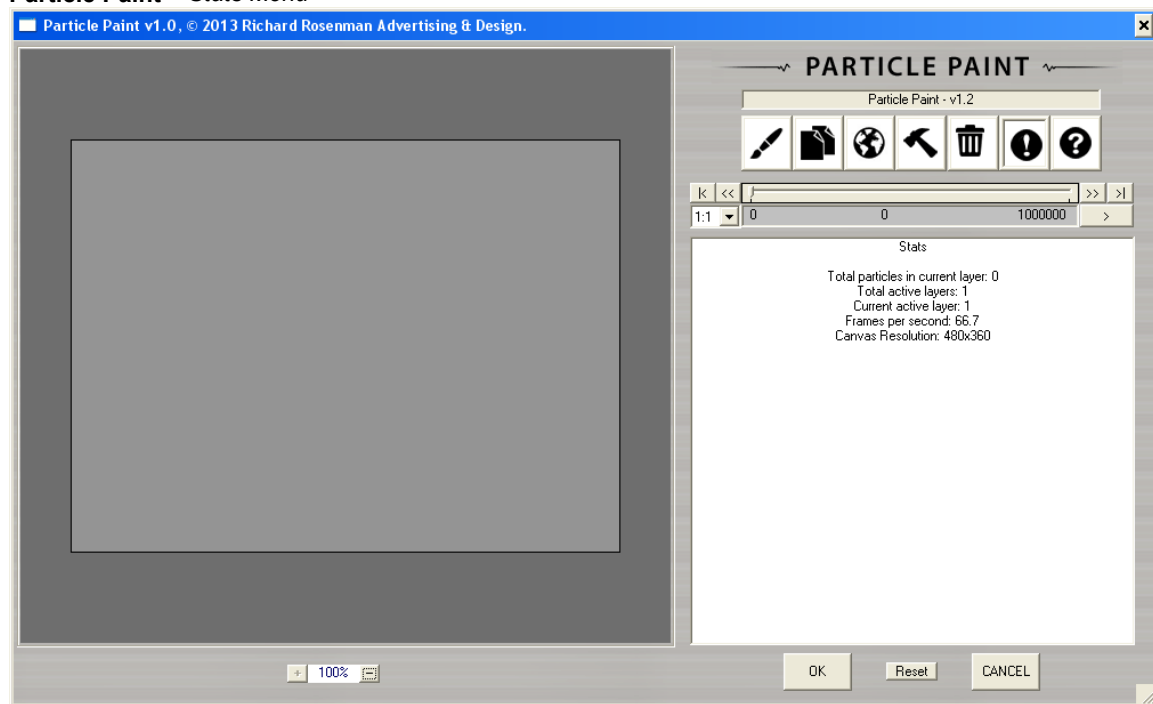 Particle Paint – Stats Menu
Particle Paint v1.0, © 2013 Richard Rosenman Advertising & Design.
PARTICLE PAINT
Particle Paint - v1.2
|< << >> >|
1:1 0 0 1000000 >
Stats
Total particles in current layer: 0
Total active layers: 1
Current active layer: 1
Frames per second: 66.7
Canvas Resolution: 480x360
+ 100% -
OK Reset CANCEL